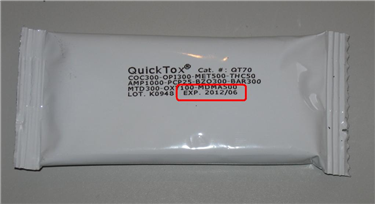 QuickTox® Cat. #: QT70
COC300-OPI300-MET500-THC50
AMP1000-PCP25-BZO300-BAR300
MTD300-OXY100-MDMA500
LOT. K0948 EXP. 2012/06